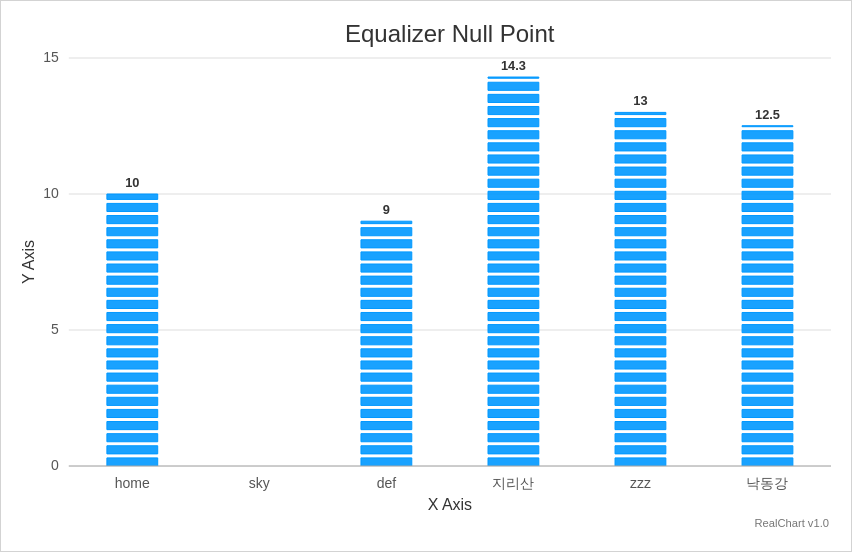 Equalizer Null Point
15
10
5
0
Y Axis
10
9
14.3
13
12.5
home sky def 지리산 zzz 낙동강
X Axis
RealChart v1.0